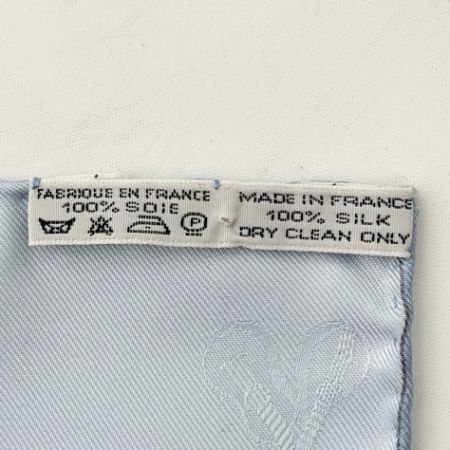 FABRIQUE EN FRANCE
100% SOIE
P
MADE IN FRANCE
100% SILK
DRY CLEAN ONLY